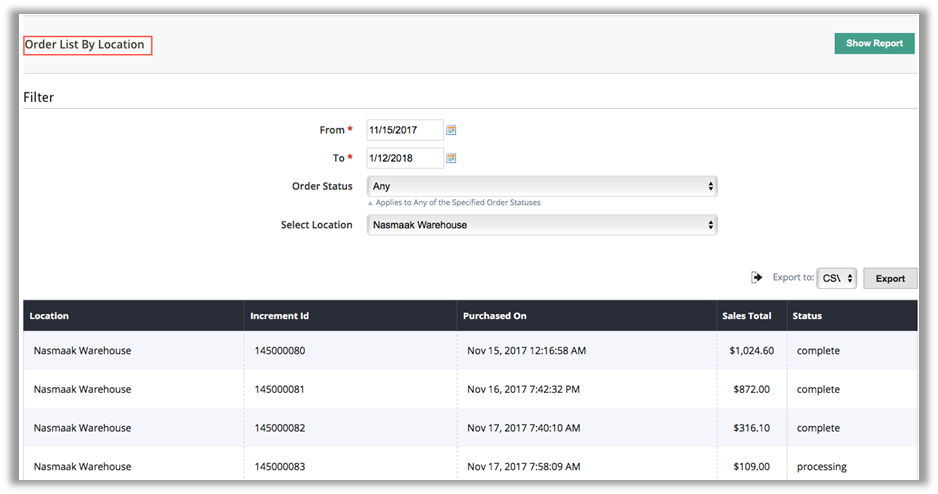 Order List By Location
Show Report
Filter
From *
11/15/2017
To *
1/12/2018
Order Status
Any
▲ Applies to Any of the Specified Order Statuses
Select Location
Nasmaak Warehouse
Export to: CSV Export
Location Increment Id Purchased On Sales Total Status
Nasmaak Warehouse 145000080 Nov 15, 2017 12:16:58 AM $1,024.60 complete
Nasmaak Warehouse 145000081 Nov 16, 2017 7:42:32 PM $872.00 complete
Nasmaak Warehouse 145000082 Nov 17, 2017 7:40:10 AM $316.10 complete
Nasmaak Warehouse 145000083 Nov 17, 2017 7:58:09 AM $109.00 processing